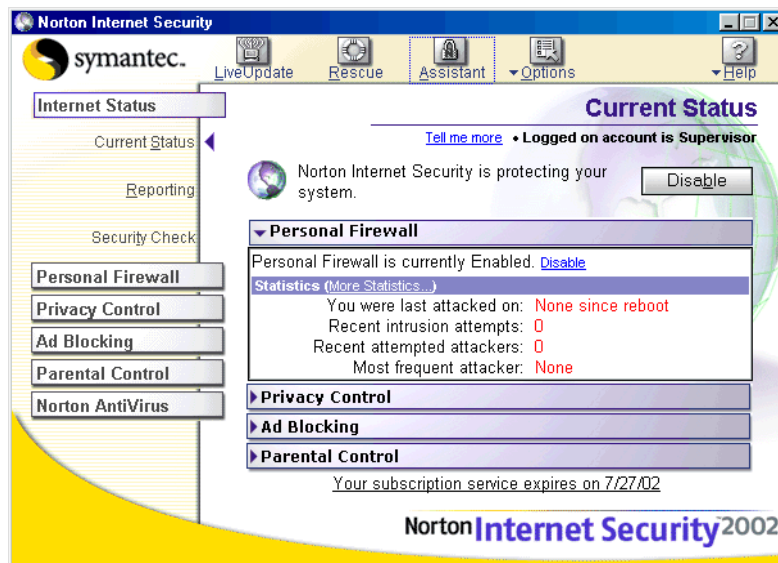 Norton Internet Security
symantec.
LiveUpdate
Rescue
Assistant
Options
Help
Internet Status
Current Status
Reporting
Security Check
Personal Firewall
Privacy Control
Ad Blocking
Parental Control
Norton AntiVirus
Current Status
Tell me more • Logged on account is Supervisor
Norton Internet Security is protecting your
system.
Disable
Personal Firewall
Personal Firewall is currently Enabled. Disable
Statistics (More Statistics...)
You were last attacked on: None since reboot
Recent intrusion attempts: 0
Recent attempted attackers: 0
Most frequent attacker: None
Privacy Control
Ad Blocking
Parental Control
Your subscription service expires on 7/27/02
Norton Internet Security 2002